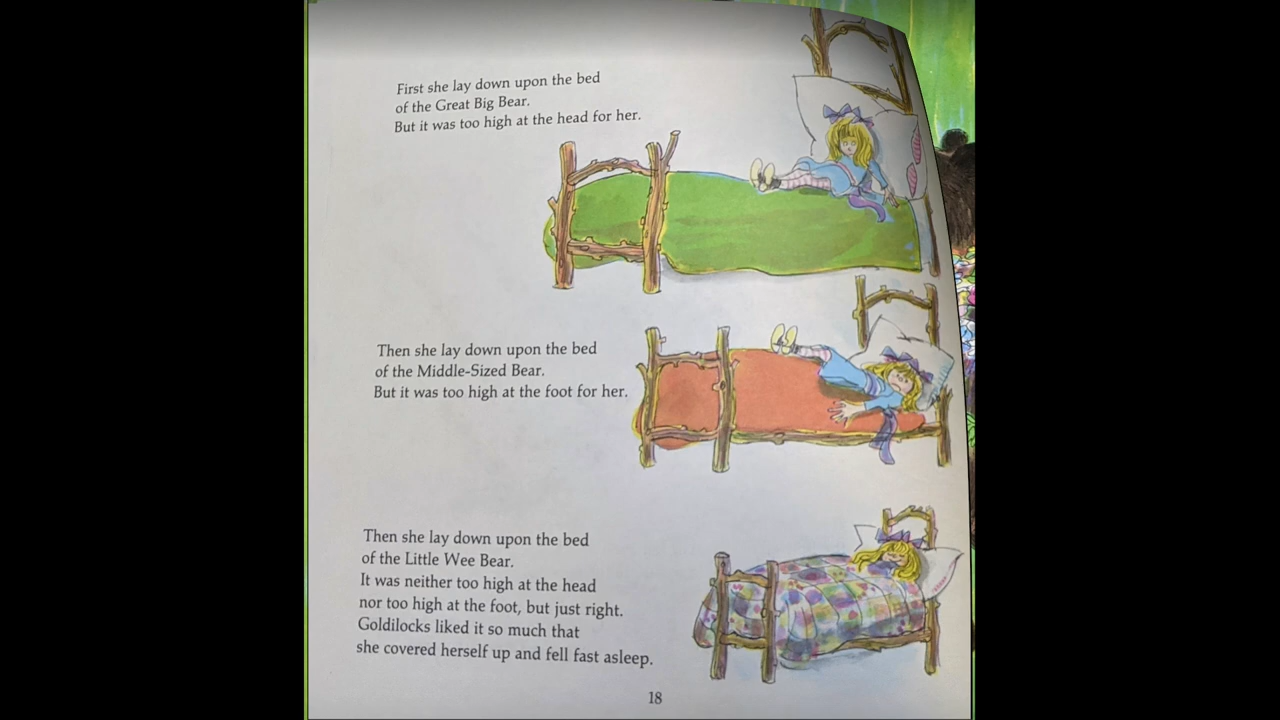 First she lay down upon the bed
of the Great Big Bear.
But it was too high at the head for her.
Then she lay down upon the bed
of the Middle-Sized Bear.
But it was too high at the foot for her.
Then she lay down upon the bed
of the Little Wee Bear.
It was neither too high at the head
nor too high at the foot, but just right.
Goldilocks liked it so much that
she covered herself up and fell fast asleep.
18